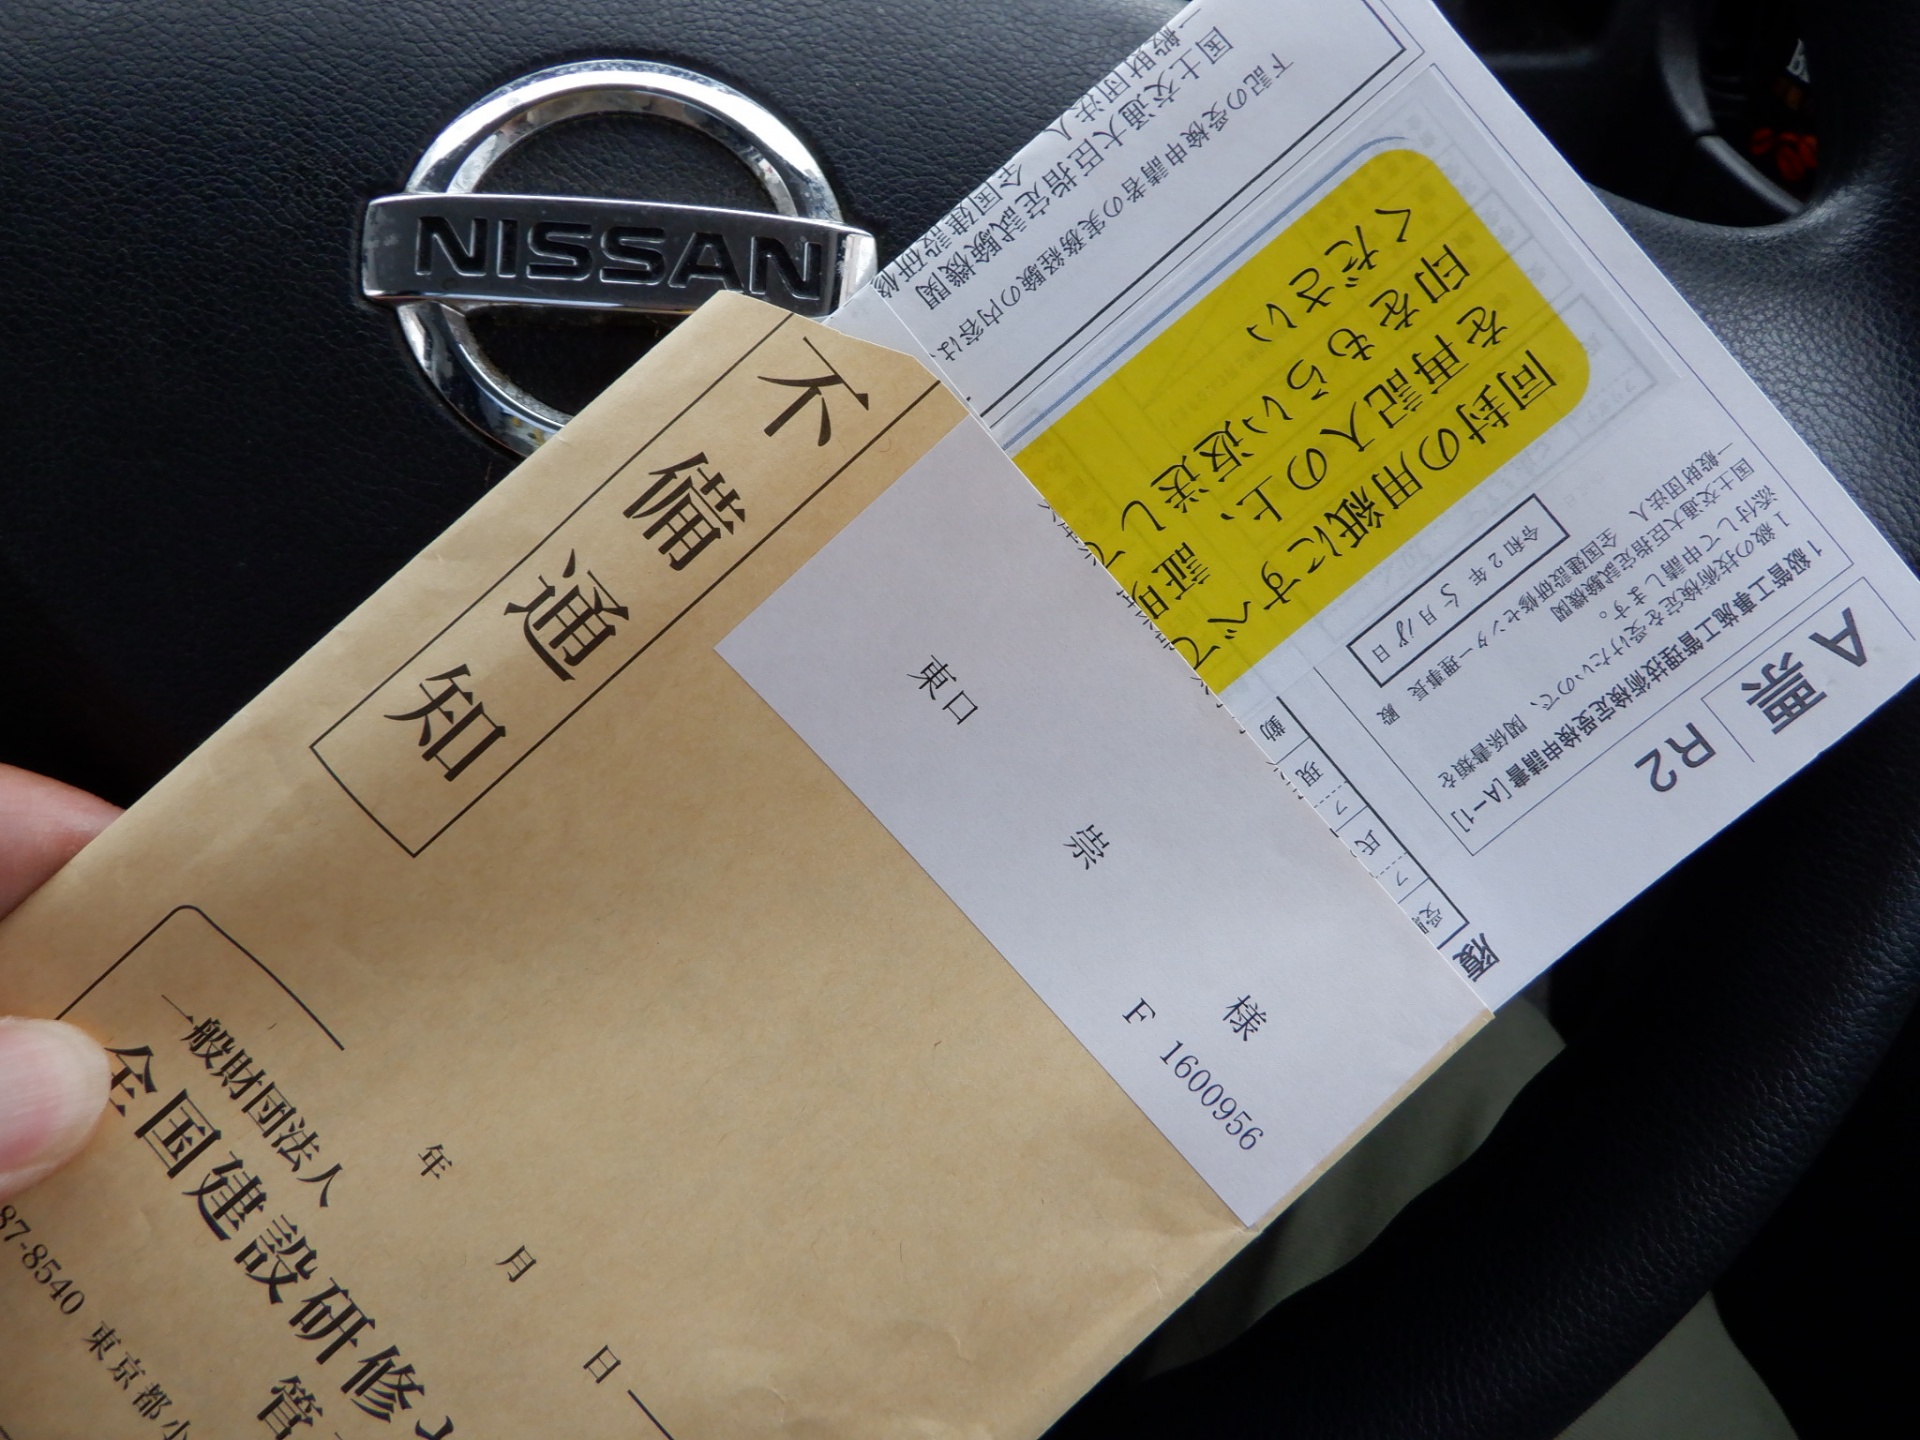 NISSAN
不備通知
東口 崇 様
F 1600956
年 月 日
一般財団法人
全国建設研修
管
87-8540 東京都小
A票
R2
1級管工事施工管理技術検定受検申請書[A-1]
1級の技術検定を受けたいので、関係書類を
添付して申請します。
国土交通大臣指定試験機関
一般財団法人 全国建設研修センター理事長 殿
令和2年5月18日
同封の用紙にすべて
を再記入の上、証明
印をもらい返送して
ください
下記の受検申請者の実務経験の内容は、
国土交通大臣指定試験機関
一般財団法人 全国建設研修
履
フ
氏
フ
現
勤